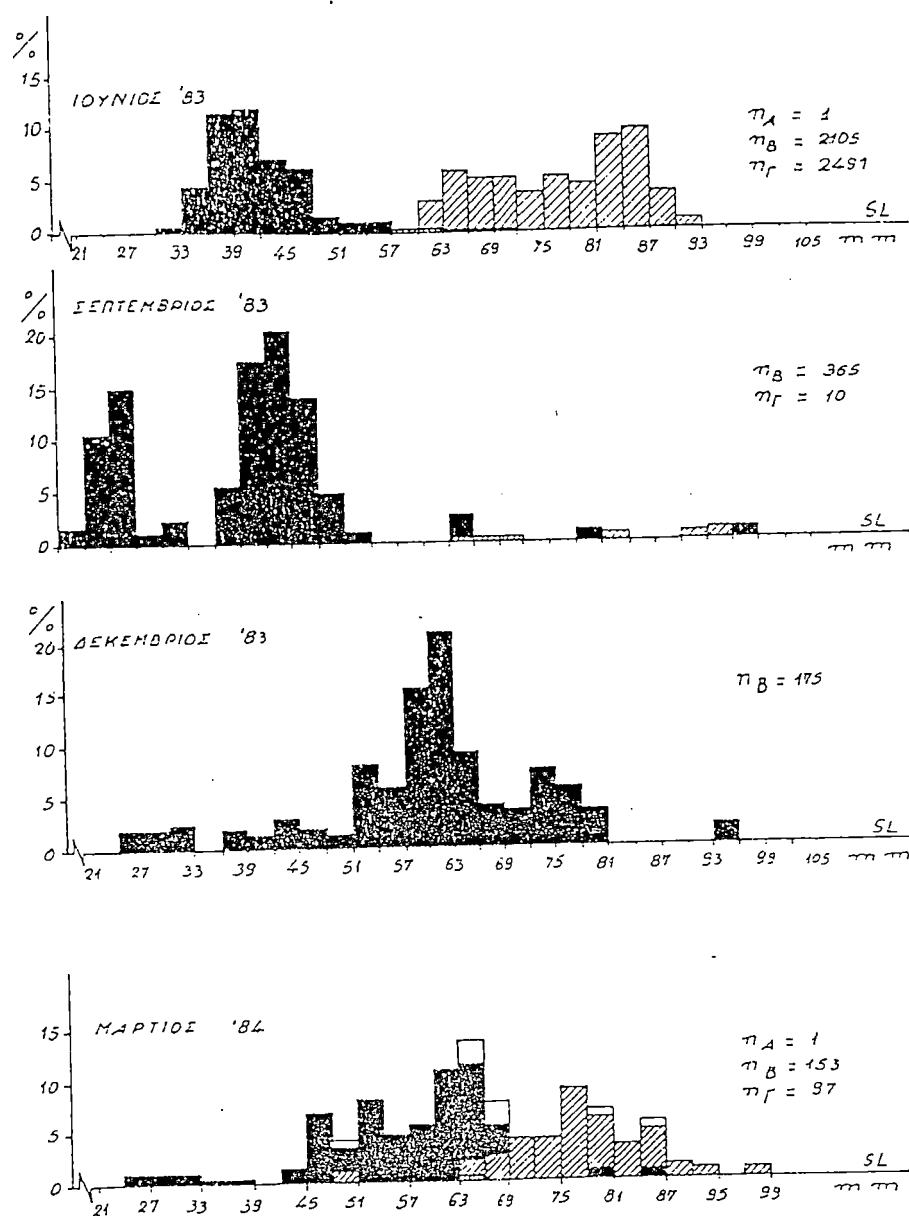 %
ΙΟΥΝΙΟΣ '83
15
10
5
0
n_A = 1
n_B = 2105
n_Γ = 2491
SL
21 27 33 39 45 51 57 63 69 75 81 87 93 99 105 mm
%
ΣΕΠΤΕΜΒΡΙΟΣ '83
20
15
10
5
0
n_B = 365
n_Γ = 10
SL
mm
%
ΔΕΚΕΜΒΡΙΟΣ '83
20
15
10
5
0
n_B = 175
SL
21 27 33 39 45 51 57 63 69 75 81 87 93 99 105 mm
%
ΜΑΡΤΙΟΣ '84
15
10
5
0
n_A = 1
n_B = 153
n_Γ = 97
SL
21 27 33 39 45 51 57 63 69 75 81 87 95 99 mm